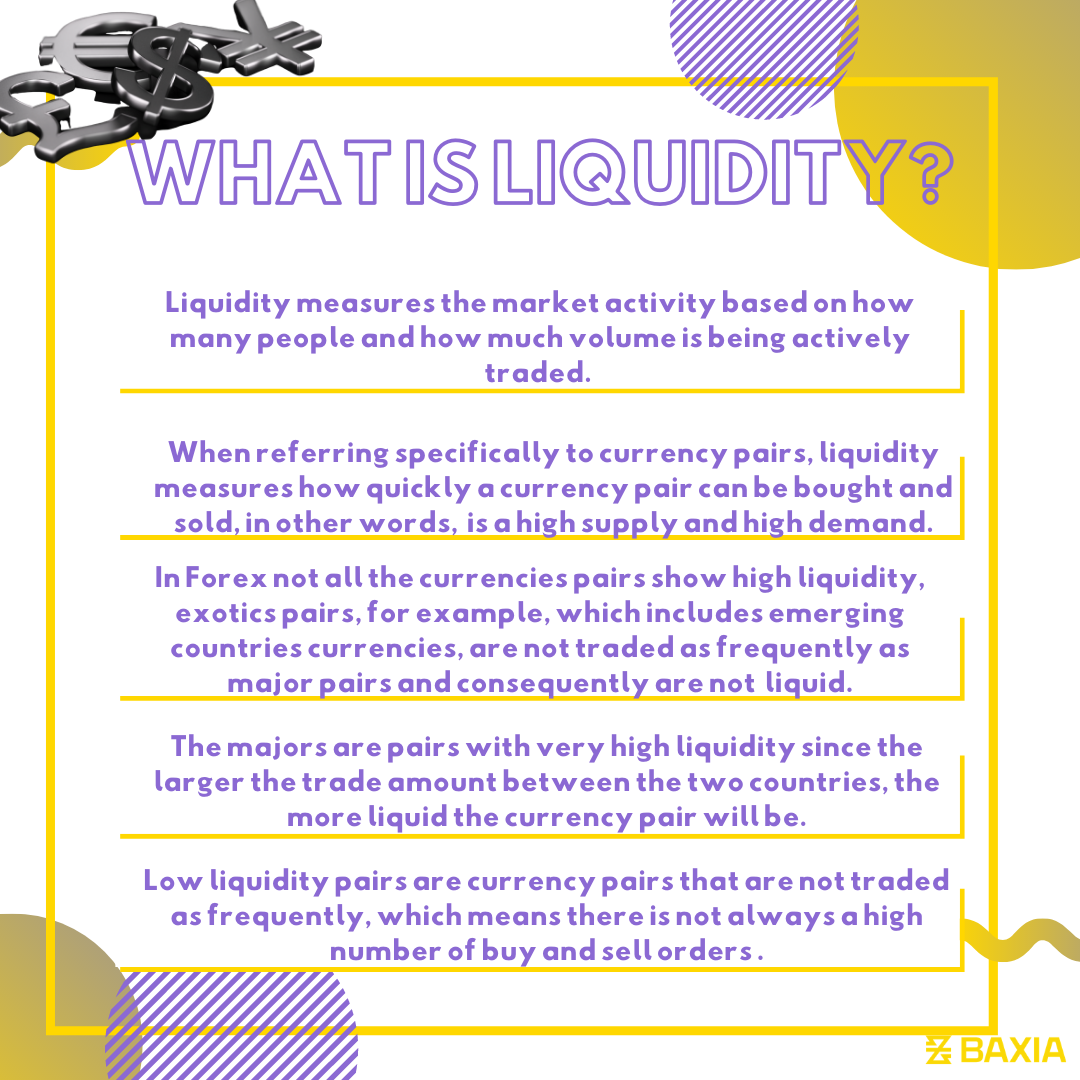 WHAT IS LIQUIDITY?
Liquidity measures the market activity based on how
many people and how much volume is being actively
traded.
When referring specifically to currency pairs, liquidity
measures how quickly a currency pair can be bought and
sold, in other words, is a high supply and high demand.
In Forex not all the currencies pairs show high liquidity,
exotics pairs, for example, which includes emerging
countries currencies, are not traded as frequently as
major pairs and consequently are not liquid.
The majors are pairs with very high liquidity since the
larger the trade amount between the two countries, the
more liquid the currency pair will be.
Low liquidity pairs are currency pairs that are not traded
as frequently, which means there is not always a high
number of buy and sell orders .
BAXIA